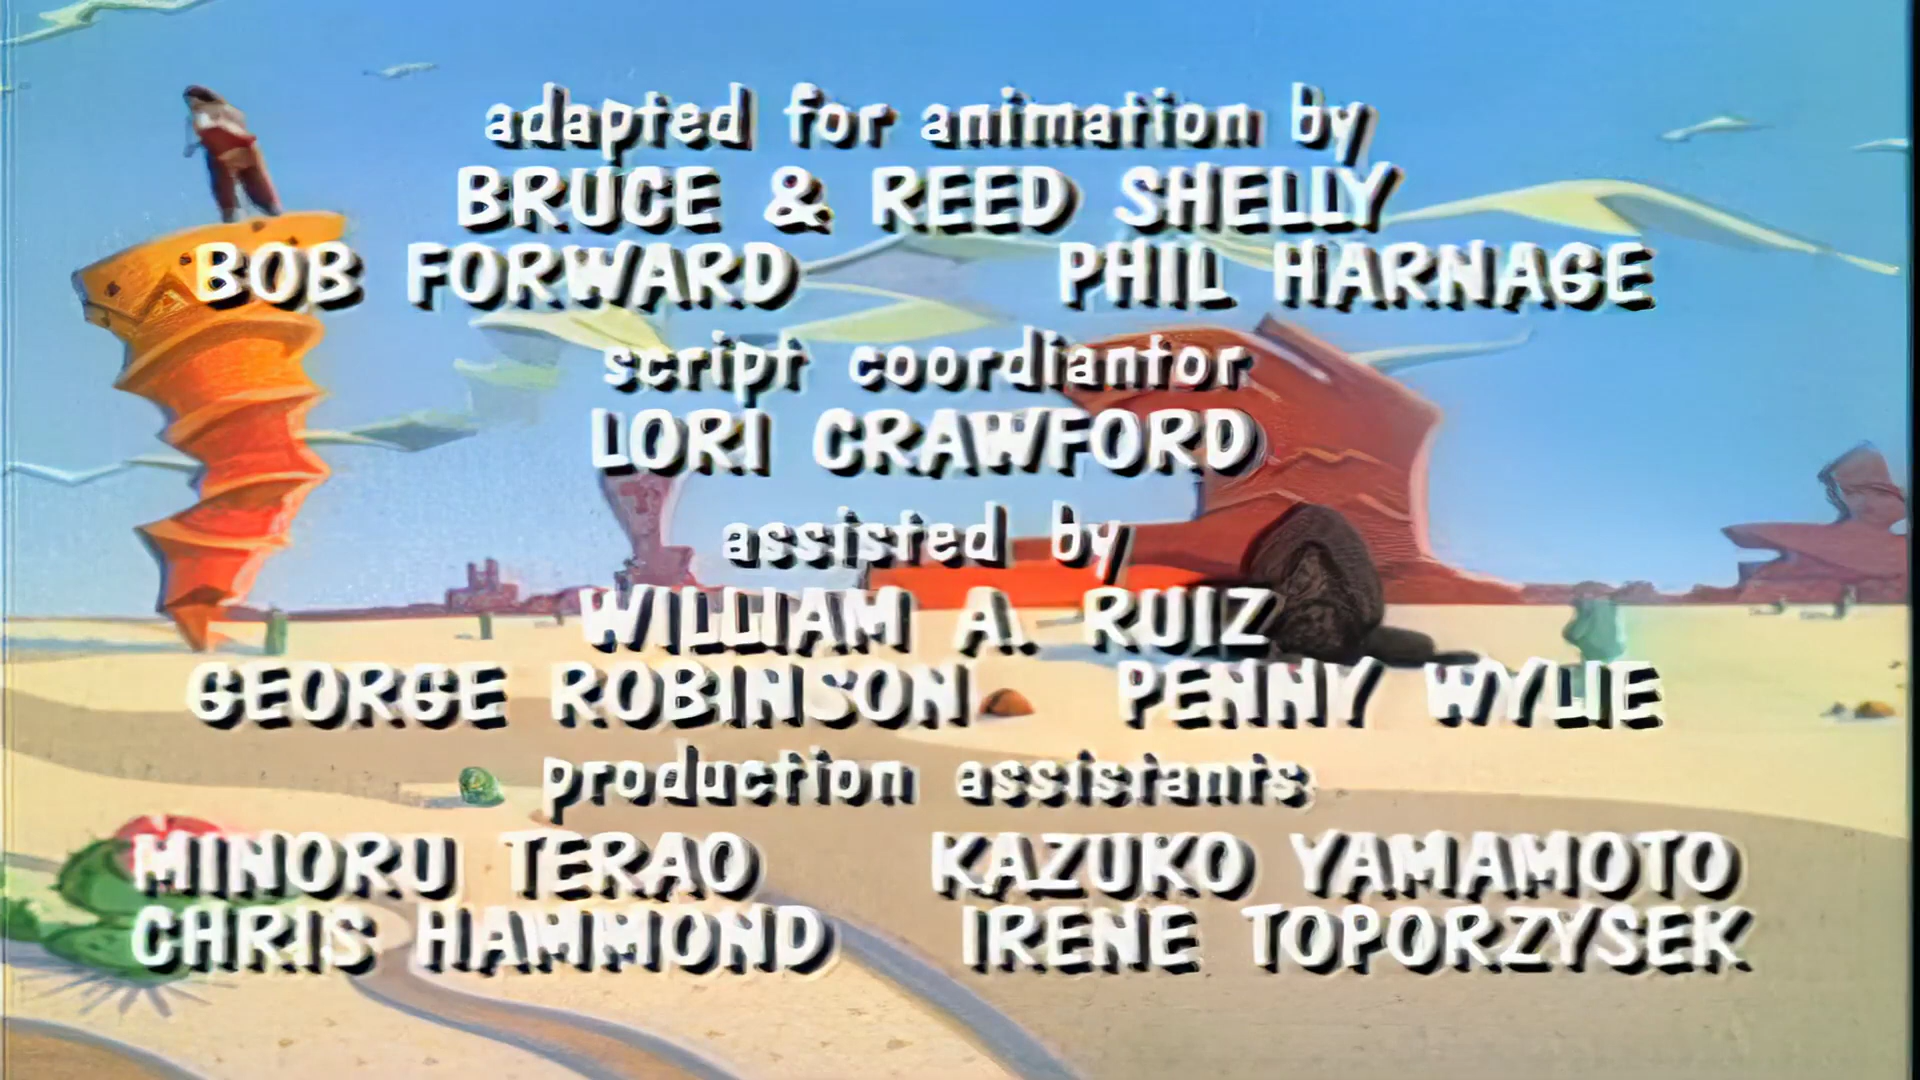 adapted for animation by
BRUCE & REED SHELLY
BOB FORWARD PHIL HARNAGE
script coordiantor
LORI CRAWFORD
assisted by
WILLIAM A. RUIZ
GEORGE ROBINSON PENNY WYLIE
production assistants
MINORU TERAO KAZUKO YAMAMOTO
CHRIS HAMMOND IRENE TOPORZYSEK